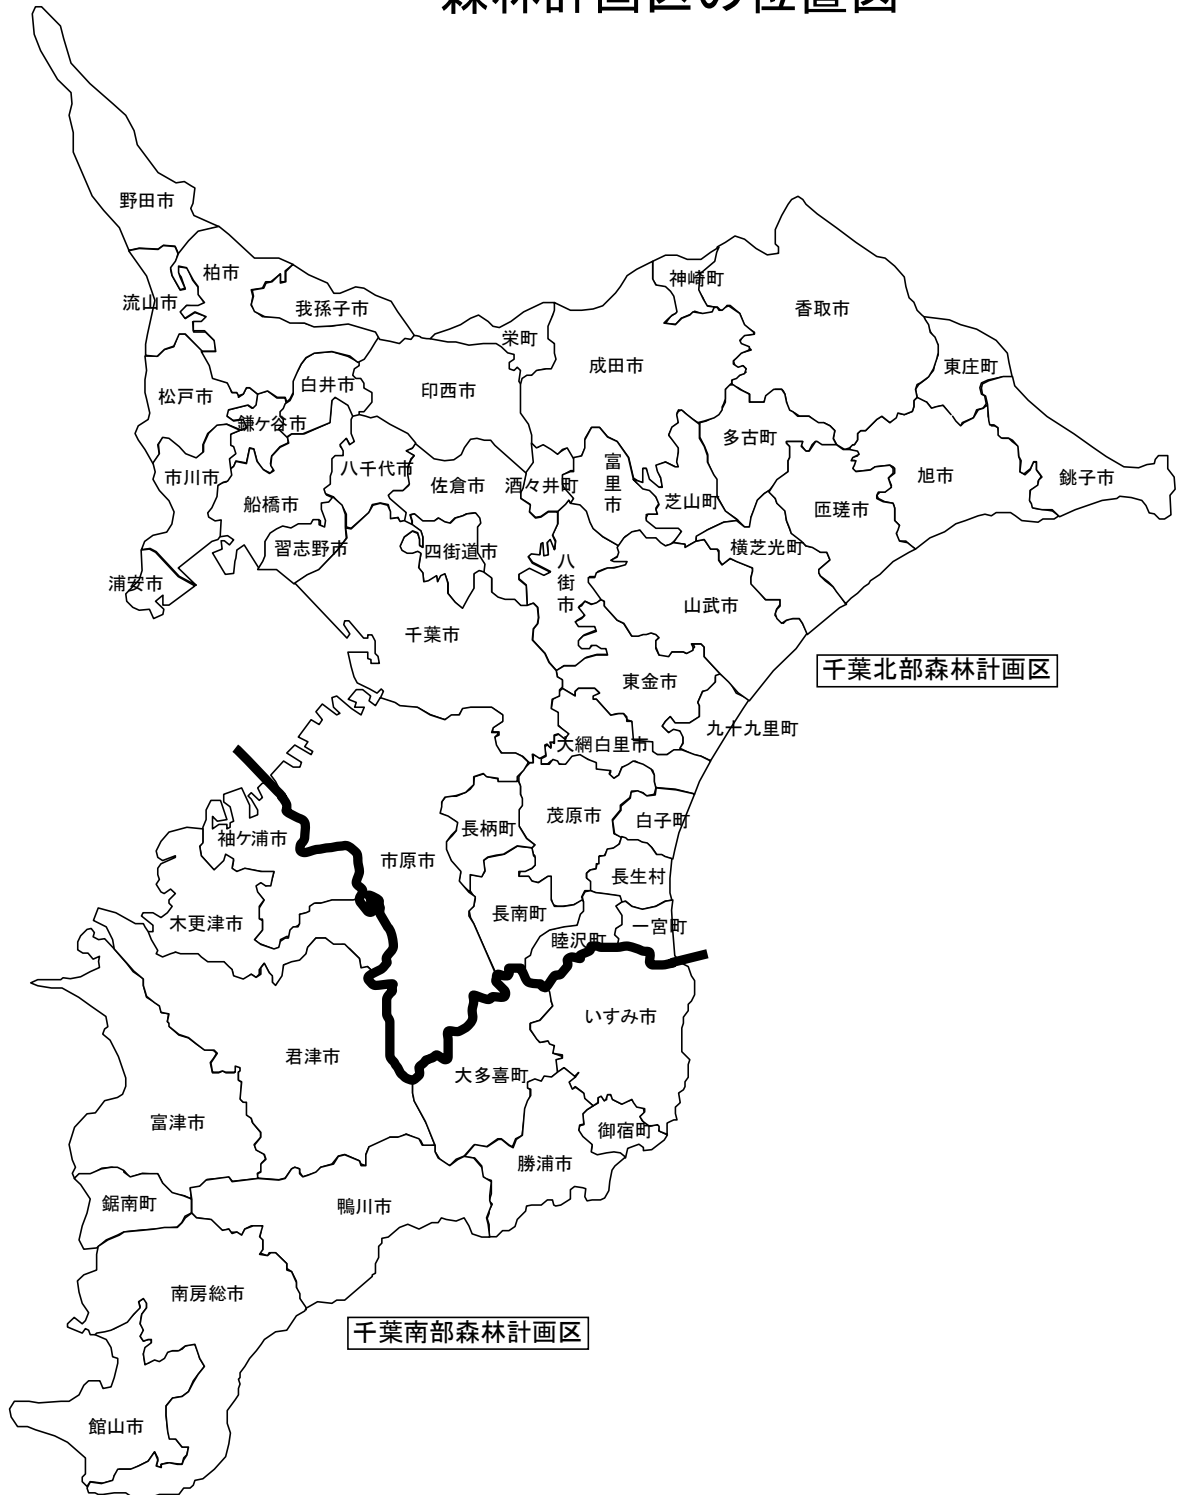 森林計画区の位置図
野田市
柏市
流山市
我孫子市
神崎町
香取市
栄町
成田市
東庄町
松戸市
白井市
印西市
鎌ケ谷市
多古町
市川市
八千代市
佐倉市
酒々井町
富里市
芝山町
旭市
銚子市
船橋市
匝瑳市
習志野市
四街道市
八街市
横芝光町
浦安市
山武市
千葉市
千葉北部森林計画区
東金市
九十九里町
大網白里市
袖ケ浦市
市原市
長柄町
茂原市
白子町
長生村
木更津市
長南町
睦沢町
一宮町
いすみ市
君津市
大多喜町
富津市
御宿町
勝浦市
鋸南町
鴨川市
南房総市
千葉南部森林計画区
館山市